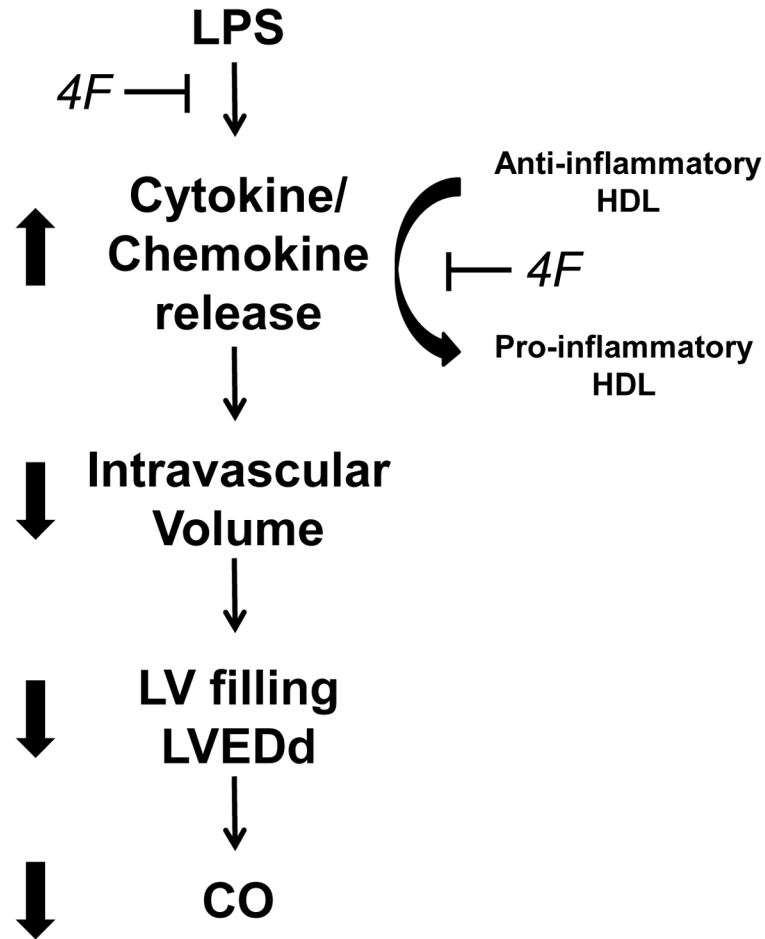 LPS
4F
Cytokine/
Chemokine
release
Anti-inflammatory
HDL
4F
Pro-inflammatory
HDL
Intravascular
Volume
LV filling
LVEDd
CO